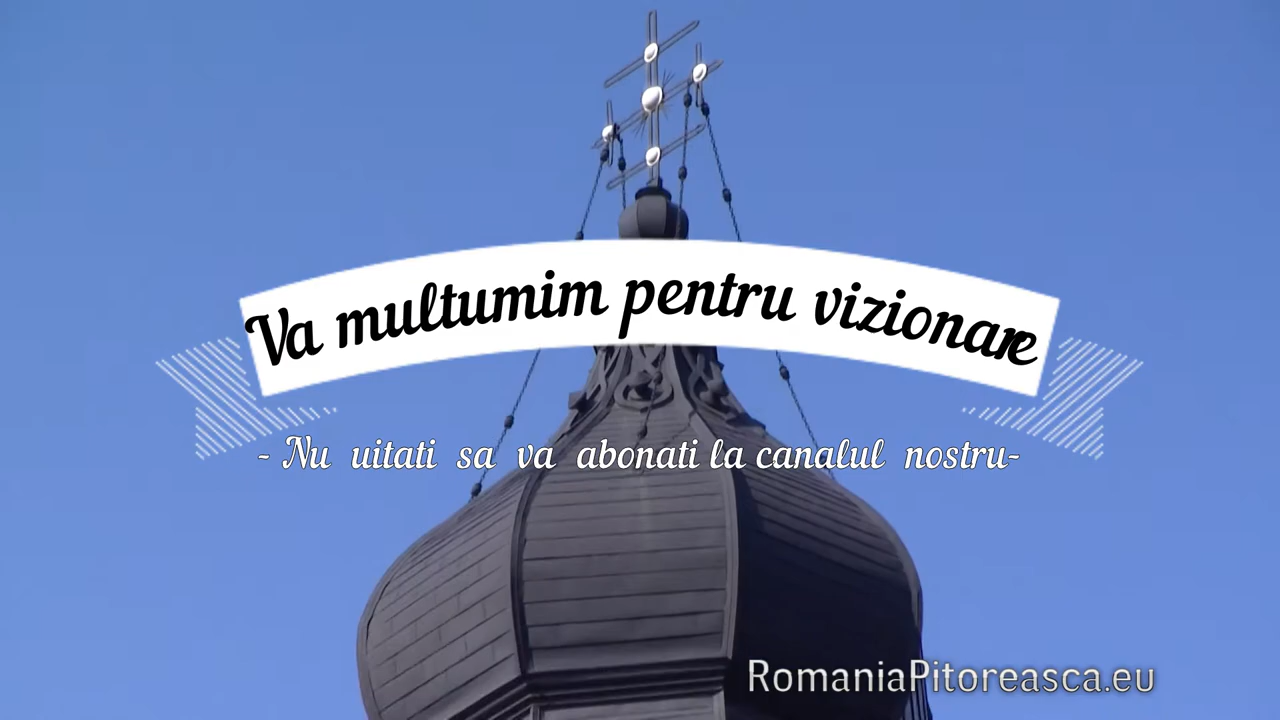 Va multumim pentru vizionare
- Nu uitati sa va abonati la canalul nostru-
RomaniaPitoreasca.eu